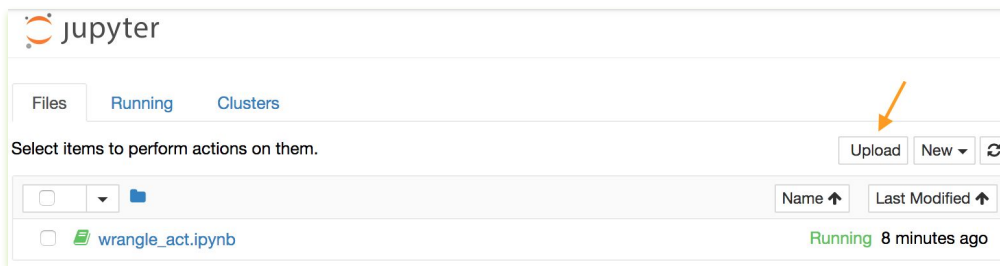 jupyter
Files Running Clusters
Select items to perform actions on them. Upload New
Name Last Modified
wrangle_act.ipynb Running 8 minutes ago